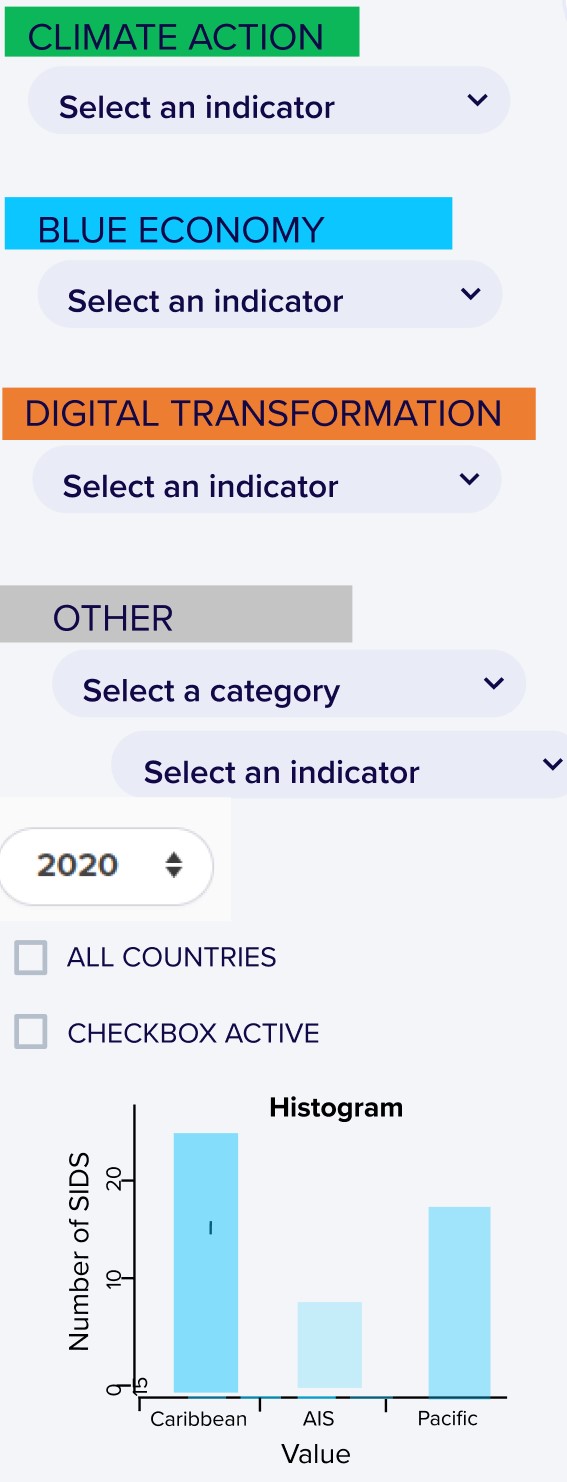 CLIMATE ACTION
Select an indicator
BLUE ECONOMY
Select an indicator
DIGITAL TRANSFORMATION
Select an indicator
OTHER
Select a category
Select an indicator
2020
ALL COUNTRIES
CHECKBOX ACTIVE
Histogram
Number of SIDS
20
10
0
15
Caribbean AIS Pacific
Value